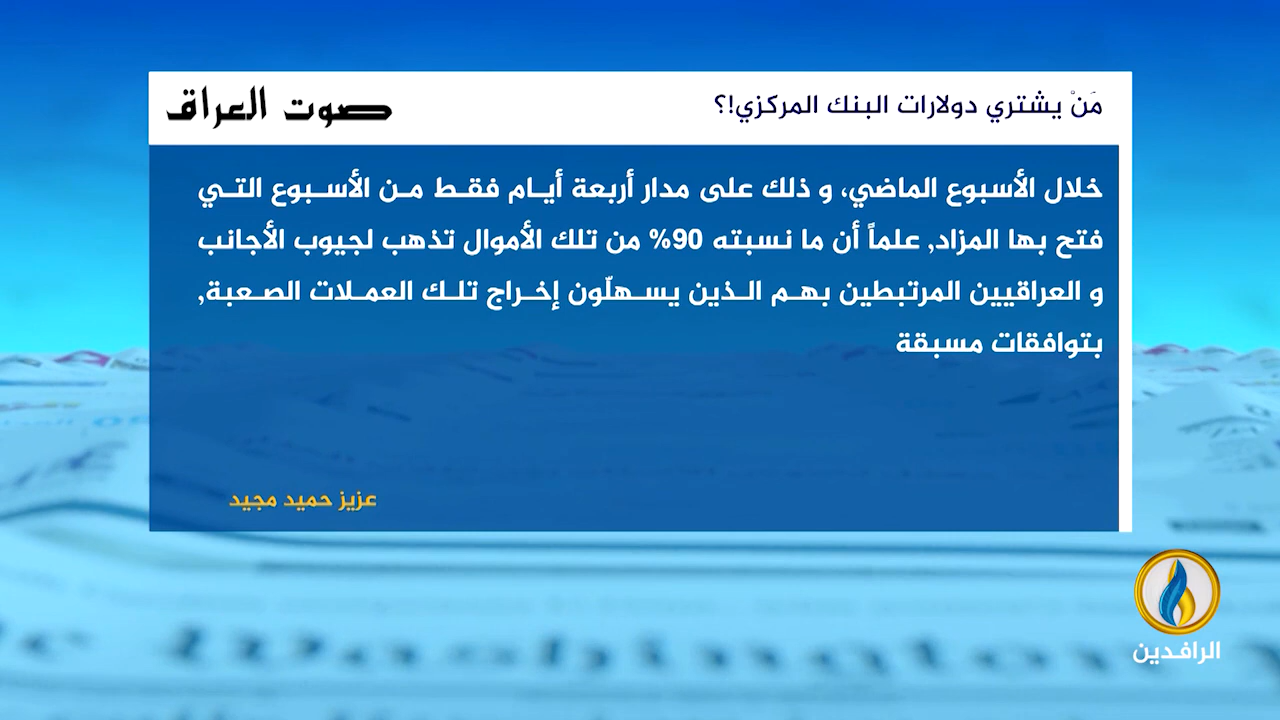 مَنْ يشتري دولارات البنك المركزي!؟
صوت العراق
خلال الأسبوع الماضي، و ذلك على مدار أربعة أيام فقط من الأسبوع التي
فتح بها المزاد, علماً أن ما نسبته 90% من تلك الأموال تذهب لجيوب الأجانب
و العراقيين المرتبطين بهم الذين يسهلّون إخراج تلك العملات الصعبة,
بتوافقات مسبقة
عزيز حميد مجيد
الرافدين